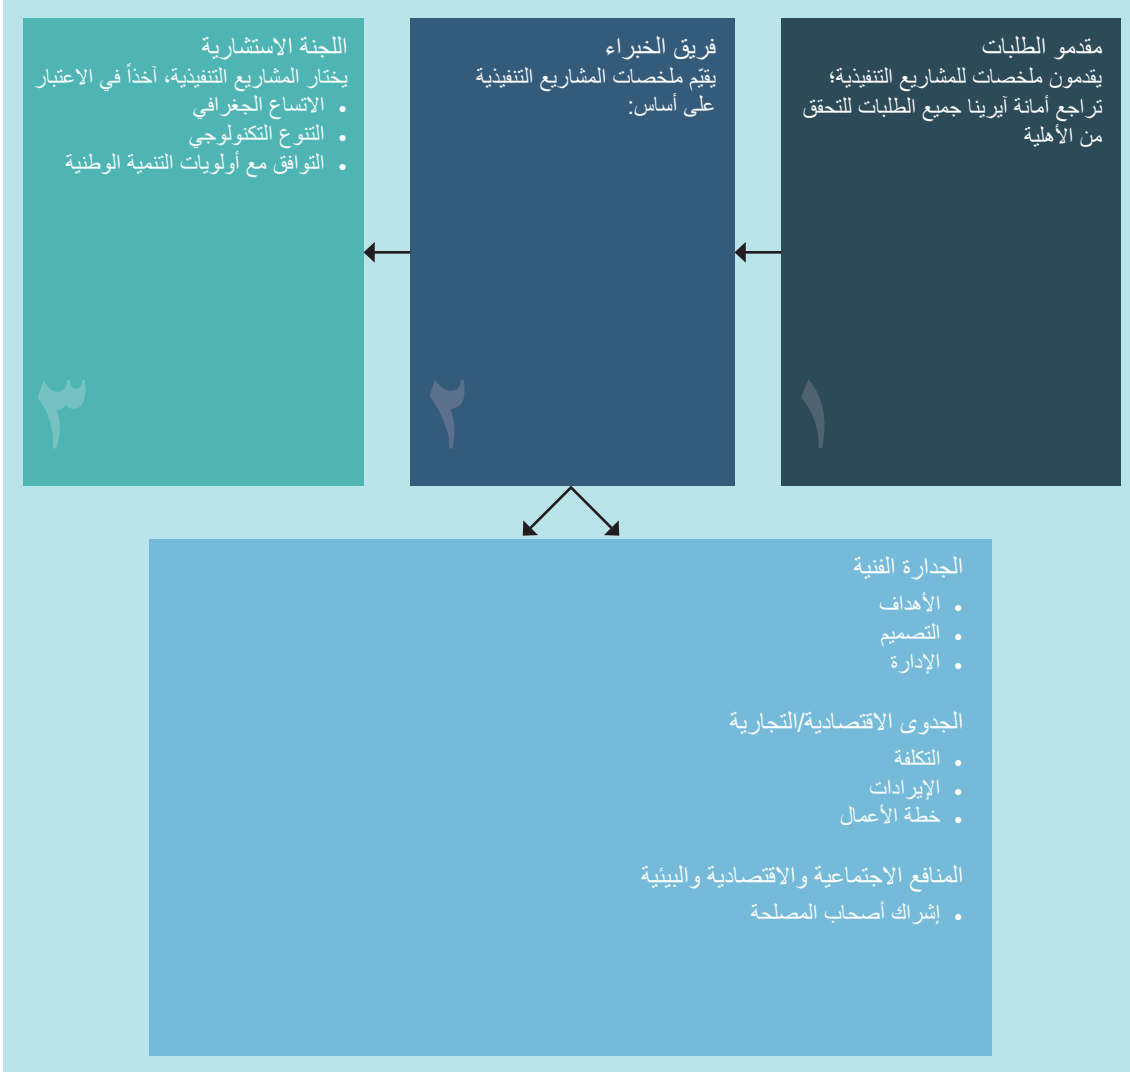 مقدمو الطلبات
يقدمون ملخصات للمشاريع التنفيذية؛
تراجع أمانة آيرينا جميع الطلبات للتحقق
من الأهلية
١
فريق الخبراء
يقيّم ملخصات المشاريع التنفيذية
على أساس:
٢
اللجنة الاستشارية
يختار المشاريع التنفيذية، آخذاً في الاعتبار
• الاتساع الجغرافي
• التنوع التكنولوجي
• التوافق مع أولويات التنمية الوطنية
٣
الجدارة الفنية
• الأهداف
• التصميم
• الإدارة
الجدوى الاقتصادية/التجارية
• التكلفة
• الإيرادات
• خطة الأعمال
المنافع الاجتماعية والاقتصادية والبيئية
• إشراك أصحاب المصلحة